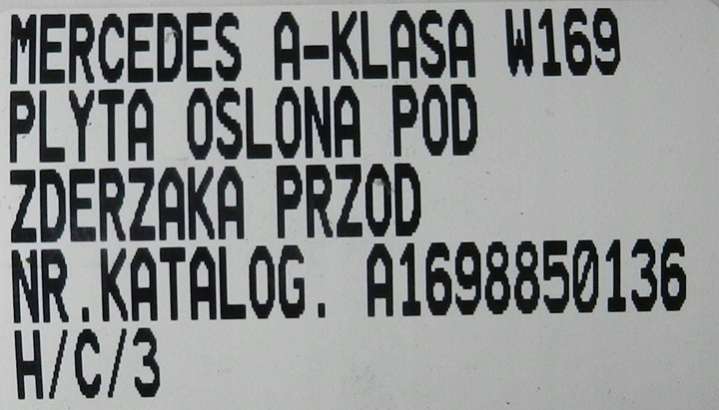 MERCEDES A-KLASA W169
PLYTA OSLONA POD
ZDERZAKA PRZOD
NR.KATALOG. A1698850136
H/C/3